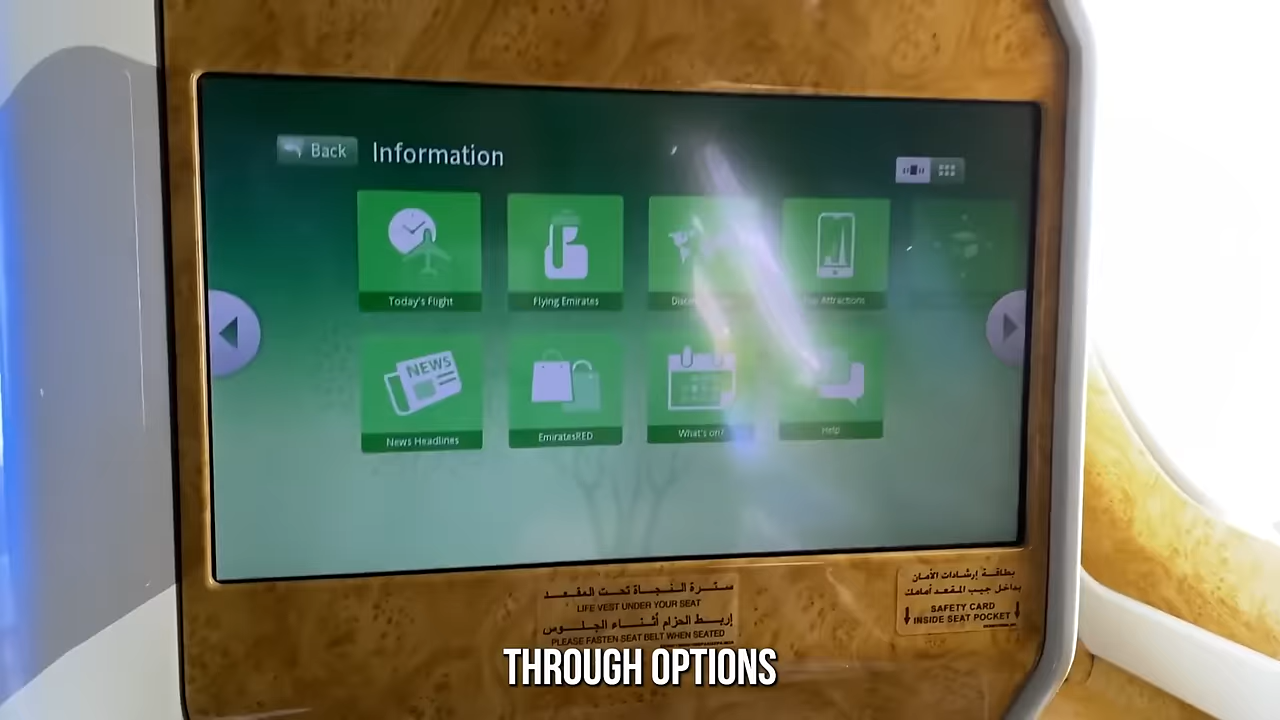 Back
Information
Today's Flight
Flying Emirates
Attractions
NEWS
News Headlines
EmiratesRED
What's on?
Help
سترة النجاة تحت المقعد
LIFE VEST UNDER YOUR SEAT
إربط الحزام أثناء الجلوس
PLEASE FASTEN SEAT BELT WHEN SEATED
بطاقة إرشادات الأمان
بداخل جيب المقعد أمامك
SAFETY CARD
INSIDE SEAT POCKET
THROUGH OPTIONS